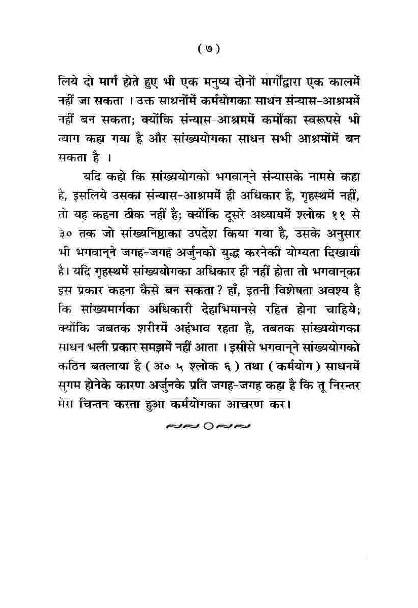 ( ७ )
लिये दो मार्ग होते हुए भी एक मनुष्य दोनों मार्गोंद्वारा एक कालमें
नहीं जा सकता । उक्त साधनोंमें कर्मयोगका साधन संन्यास-आश्रममें
नहीं बन सकता; क्योंकि संन्यास-आश्रममें कर्मोंका स्वरूपसे भी
त्याग कहा गया है और सांख्ययोगका साधन सभी आश्रमोंमें बन
सकता है ।
यदि कहो कि सांख्ययोगको भगवान्‌ने संन्यासके नामसे कहा
है, इसलिये उसका संन्यास-आश्रममें ही अधिकार है, गृहस्थमें नहीं,
तो यह कहना ठीक नहीं है; क्योंकि दूसरे अध्यायमें श्लोक ११ से
३० तक जो सांख्यनिष्ठाका उपदेश किया गया है, उसके अनुसार
भी भगवान्‌ने जगह-जगह अर्जुनको युद्ध करनेकी योग्यता दिखायी
है। यदि गृहस्थमें सांख्ययोगका अधिकार ही नहीं होता तो भगवान्‌का
इस प्रकार कहना कैसे बन सकता ? हाँ, इतनी विशेषता अवश्य है
कि सांख्यमार्गका अधिकारी देहाभिमानसे रहित होना चाहिये;
क्योंकि जबतक शरीरमें अहंभाव रहता है, तबतक सांख्ययोगका
साधन भली प्रकार समझमें नहीं आता । इसीसे भगवान्‌ने सांख्ययोगको
कठिन बतलाया है ( अ० ५ श्लोक ६ ) तथा ( कर्मयोग ) साधनमें
सुगम होनेके कारण अर्जुनके प्रति जगह-जगह कहा है कि तू निरन्तर
मेरा चिन्तन करता हुआ कर्मयोगका आचरण कर।